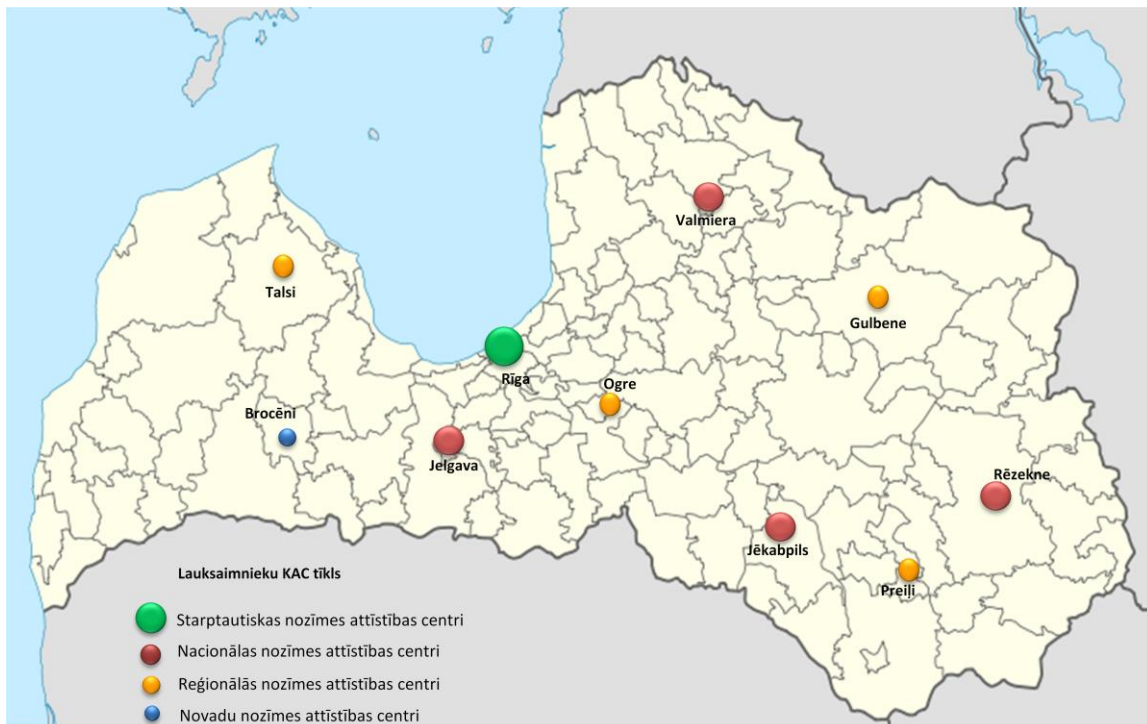 Valmiera
Talsi
Gulbene
Rīga
Ogre
Brocēni
Jelgava
Rēzekne
Jēkabpils
Preiļi
Lauksaimnieku KAC tīkls
Starptautiskas nozīmes attīstības centri
Nacionālas nozīmes attīstības centri
Reģionālās nozīmes attīstības centri
Novadu nozīmes attīstības centri